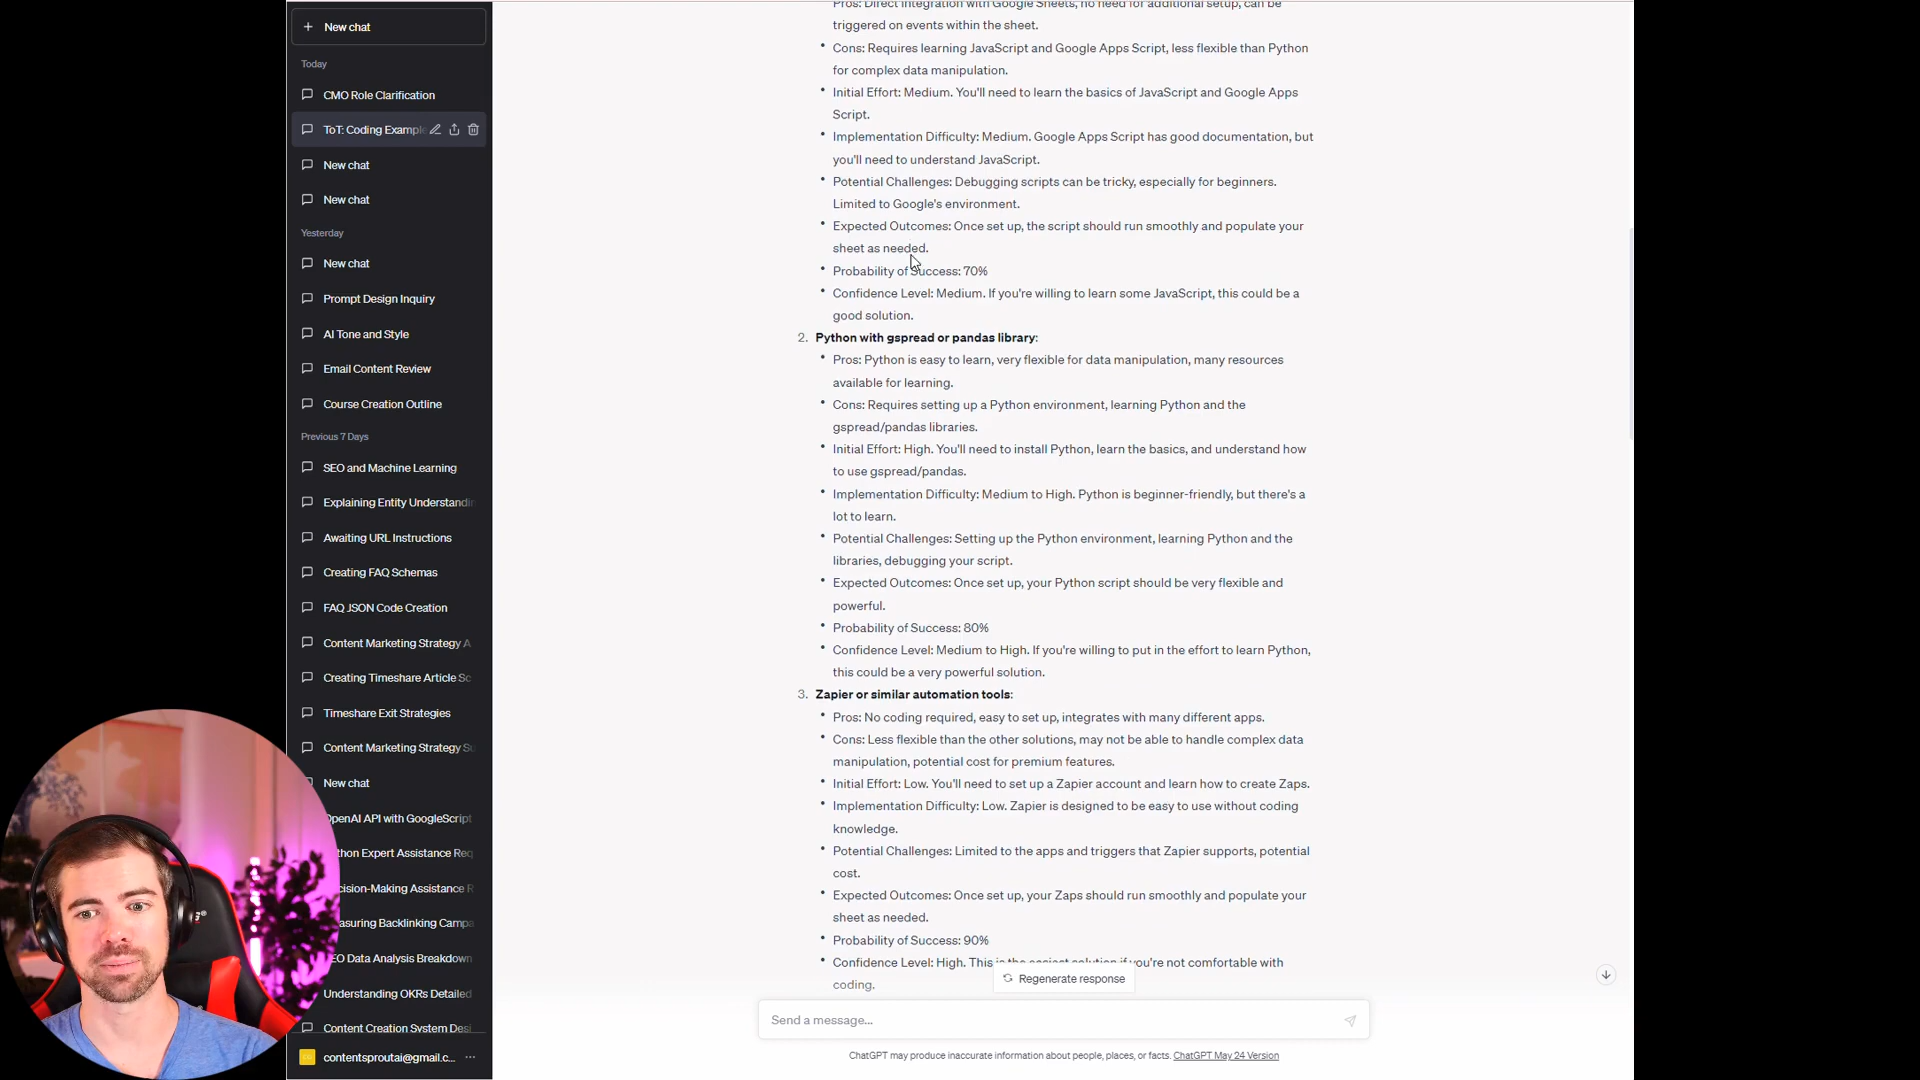 New chat
Today
CMO Role Clarification
ToT: Coding Example
New chat
New chat
Yesterday
New chat
Prompt Design Inquiry
AI Tone and Style
Email Content Review
Course Creation Outline
Previous 7 Days
SEO and Machine Learning
Explaining Entity Understandin
Awaiting URL Instructions
Creating FAQ Schemas
FAQ JSON Code Creation
Content Marketing Strategy A
Creating Timeshare Article Sc
Timeshare Exit Strategies
Content Marketing Strategy Su
New chat
OpenAI API with GoogleScript
thon Expert Assistance Req
cision-Making Assistance R
asuring Backlinking Campa
EO Data Analysis Breakdown
Understanding OKRs Detailed
Content Creation System Desi
contentsproutai@gmail.c...
Pros: Direct integration with Google Sheets, no need for additional setup, can be
triggered on events within the sheet.
• Cons: Requires learning JavaScript and Google Apps Script, less flexible than Python
for complex data manipulation.
• Initial Effort: Medium. You'll need to learn the basics of JavaScript and Google Apps
Script.
• Implementation Difficulty: Medium. Google Apps Script has good documentation, but
you'll need to understand JavaScript.
• Potential Challenges: Debugging scripts can be tricky, especially for beginners.
Limited to Google's environment.
• Expected Outcomes: Once set up, the script should run smoothly and populate your
sheet as needed.
• Probability of Success: 70%
• Confidence Level: Medium. If you're willing to learn some JavaScript, this could be a
good solution.
2. Python with gspread or pandas library:
• Pros: Python is easy to learn, very flexible for data manipulation, many resources
available for learning.
• Cons: Requires setting up a Python environment, learning Python and the
gspread/pandas libraries.
• Initial Effort: High. You'll need to install Python, learn the basics, and understand how
to use gspread/pandas.
• Implementation Difficulty: Medium to High. Python is beginner-friendly, but there's a
lot to learn.
• Potential Challenges: Setting up the Python environment, learning Python and the
libraries, debugging your script.
• Expected Outcomes: Once set up, your Python script should be very flexible and
powerful.
• Probability of Success: 80%
• Confidence Level: Medium to High. If you're willing to put in the effort to learn Python,
this could be a very powerful solution.
3. Zapier or similar automation tools:
• Pros: No coding required, easy to set up, integrates with many different apps.
• Cons: Less flexible than the other solutions, may not be able to handle complex data
manipulation, potential cost for premium features.
• Initial Effort: Low. You'll need to set up a Zapier account and learn how to create Zaps.
• Implementation Difficulty: Low. Zapier is designed to be easy to use without coding
knowledge.
• Potential Challenges: Limited to the apps and triggers that Zapier supports, potential
cost.
• Expected Outcomes: Once set up, your Zaps should run smoothly and populate your
sheet as needed.
• Probability of Success: 90%
• Confidence Level: High. This is the easiest solution if you're not comfortable with
coding.
Regenerate response
Send a message...
ChatGPT may produce inaccurate information about people, places, or facts. ChatGPT May 24 Version